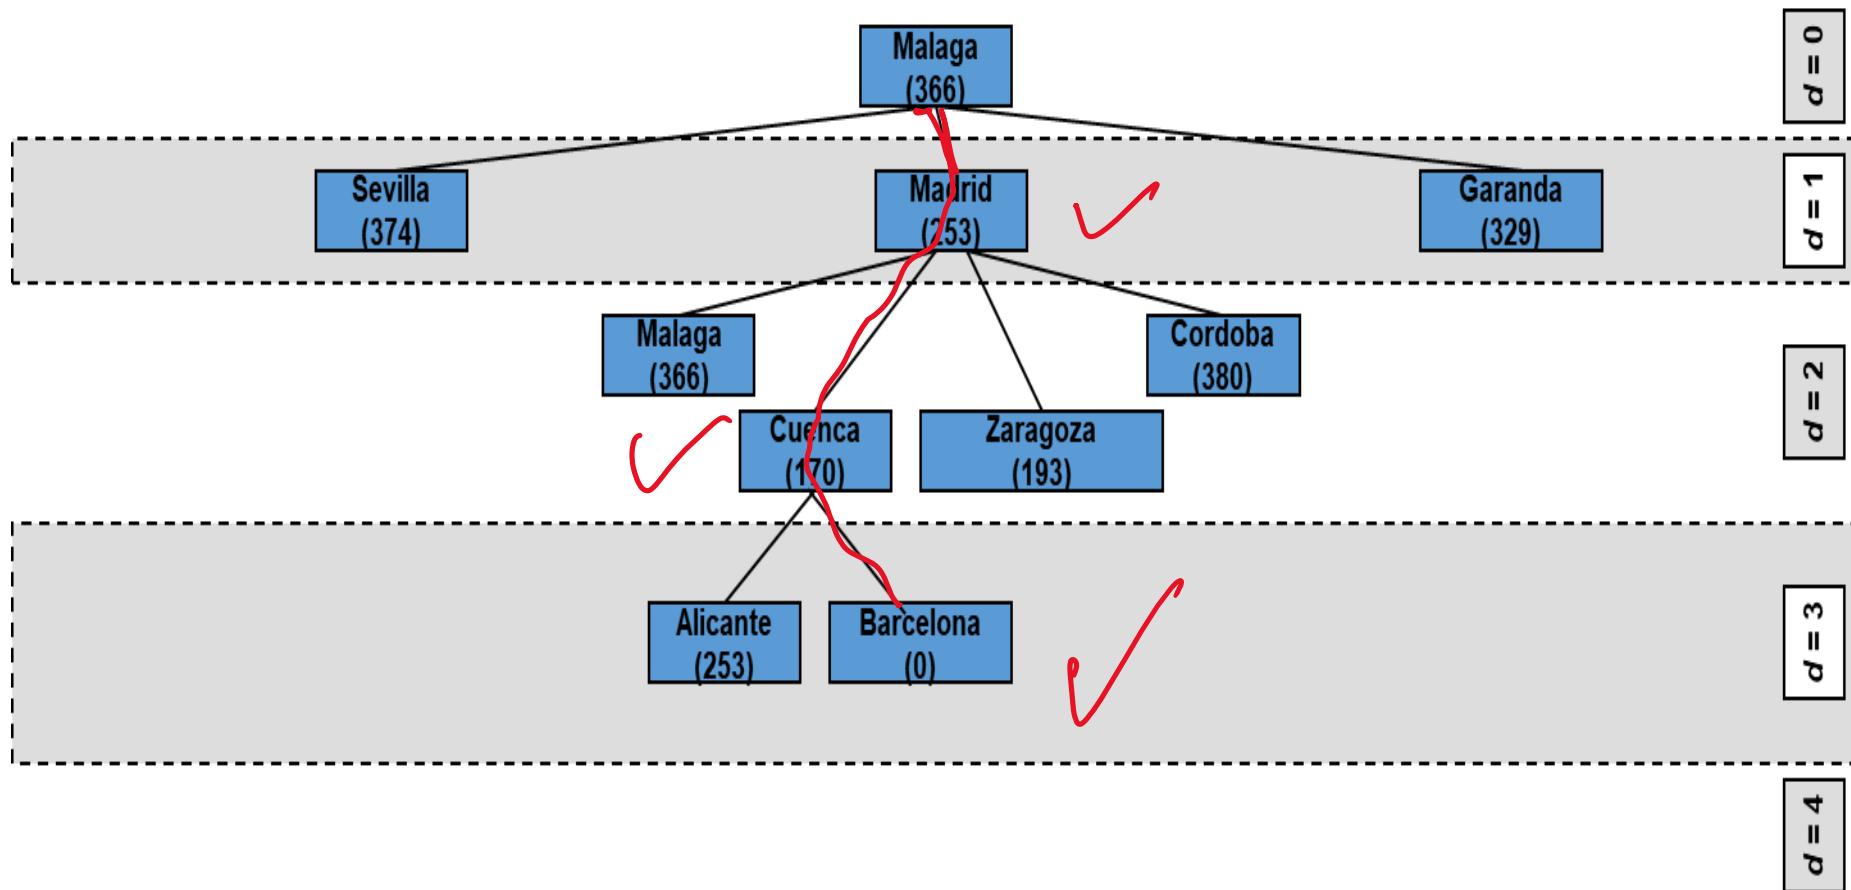 Malaga
(366)
d = 0
Sevilla
(374)
Madrid
(253)
Garanda
(329)
d = 1
Malaga
(366)
Cordoba
(380)
Cuenca
(170)
Zaragoza
(193)
d = 2
Alicante
(253)
Barcelona
(0)
d = 3
d = 4